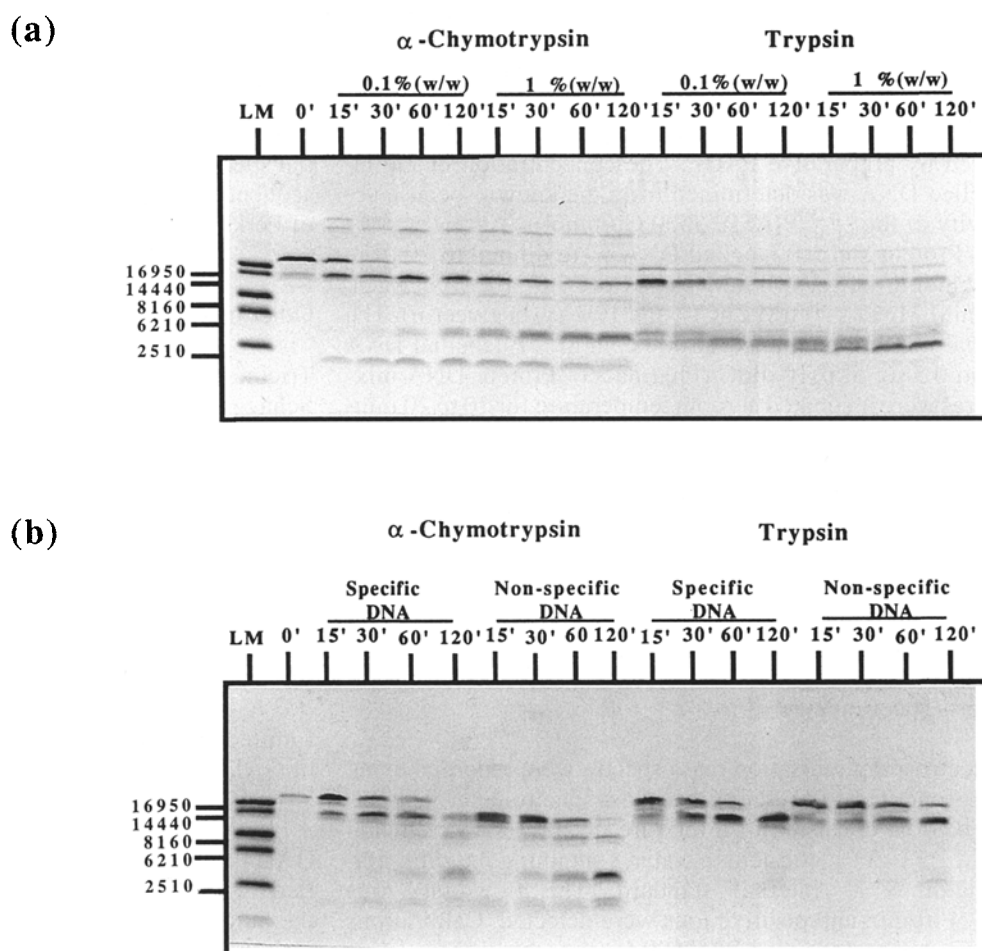 (a)
α-Chymotrypsin Trypsin
0.1%(w/w) 1 %(w/w) 0.1%(w/w) 1 %(w/w)
LM 0' 15' 30' 60' 120' 15' 30' 60' 120' 15' 30' 60' 120' 15' 30' 60' 120'
16950
14440
8160
6210
2510
(b)
α-Chymotrypsin Trypsin
Specific DNA Non-specific DNA Specific DNA Non-specific DNA
LM 0' 15' 30' 60' 120' 15' 30' 60' 120' 15' 30' 60' 120' 15' 30' 60' 120'
16950
14440
8160
6210
2510